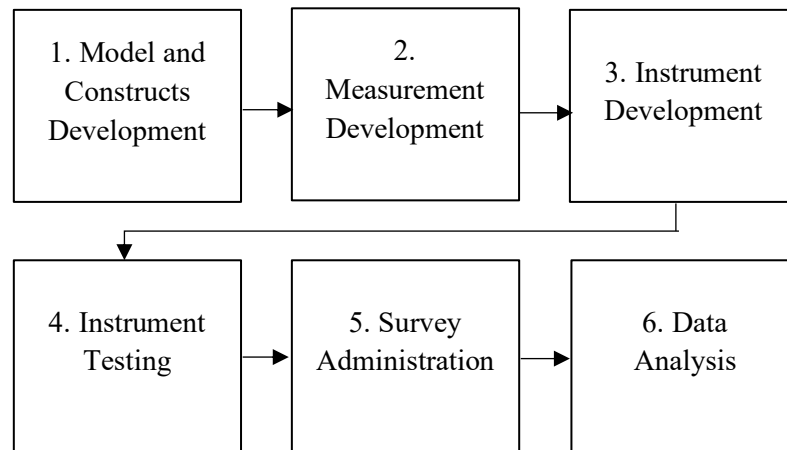 1. Model and
Constructs
Development
2.
Measurement
Development
3. Instrument
Development
4. Instrument
Testing
5. Survey
Administration
6. Data
Analysis